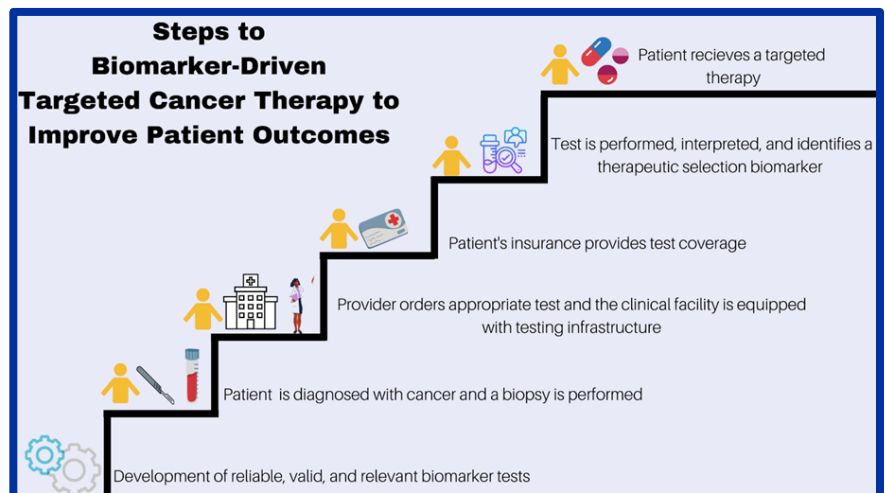 Steps to
Biomarker-Driven
Targeted Cancer Therapy to
Improve Patient Outcomes
Patient recieves a targeted
therapy
Test is performed, interpreted, and identifies a
therapeutic selection biomarker
Patient's insurance provides test coverage
Provider orders appropriate test and the clinical facility is equipped
with testing infrastructure
Patient is diagnosed with cancer and a biopsy is performed
Development of reliable, valid, and relevant biomarker tests